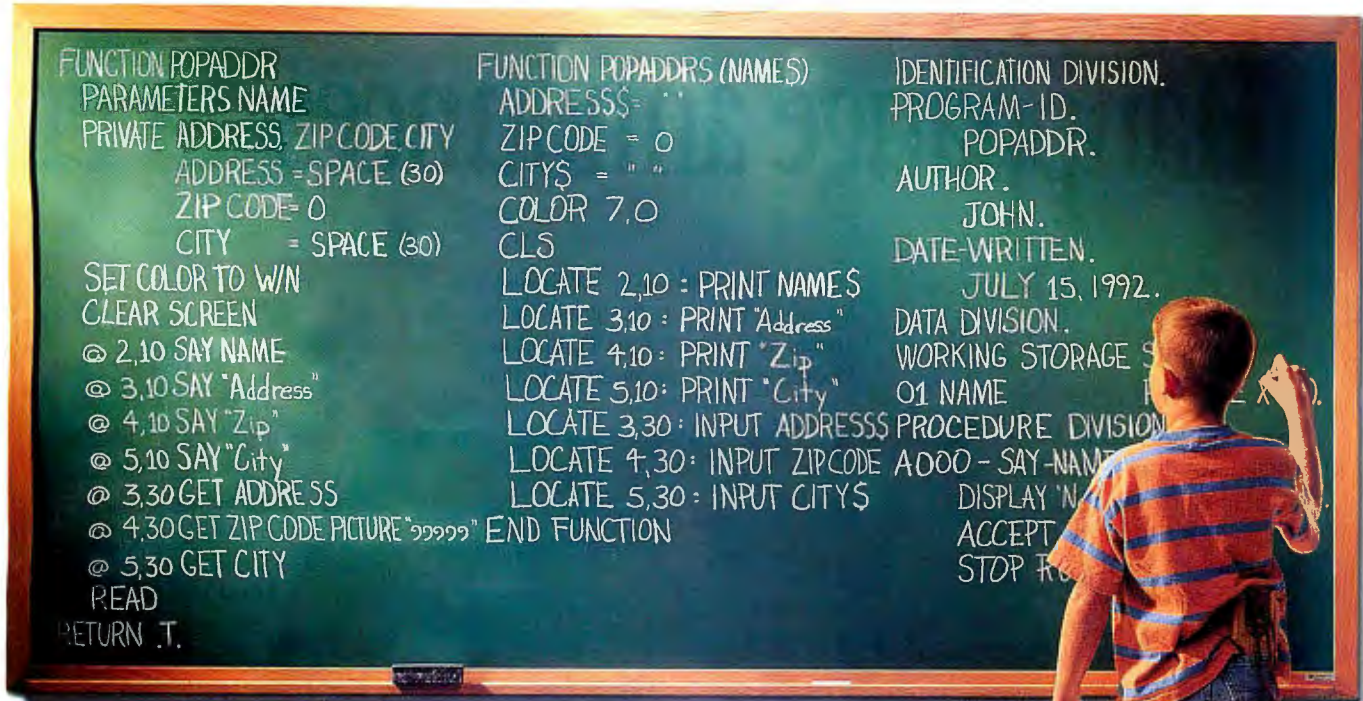 FUNCTION POPADDR
PARAMETERS NAME
PRIVATE ADDRESS, ZIPCODE, CITY
ADDRESS = SPACE (30)
ZIP CODE = 0
CITY = SPACE (30)
SET COLOR TO W/N
CLEAR SCREEN
@ 2,10 SAY NAME
@ 3,10 SAY "Address"
@ 4,10 SAY "Zip"
@ 5,10 SAY "City"
@ 3,30 GET ADDRESS
@ 4,30 GET ZIP CODE PICTURE "99999"
@ 5,30 GET CITY
READ
RETURN .T.
FUNCTION POPADDR$ (NAME$)
ADDRESS$= " "
ZIPCODE = 0
CITY$ = " "
COLOR 7,0
CLS
LOCATE 2,10 : PRINT NAME$
LOCATE 3,10 : PRINT "Address"
LOCATE 4,10 : PRINT "Zip"
LOCATE 5,10 : PRINT "City"
LOCATE 3,30 : INPUT ADDRESS$
LOCATE 4,30 : INPUT ZIPCODE
LOCATE 5,30 : INPUT CITY$
END FUNCTION
IDENTIFICATION DIVISION.
PROGRAM-ID.
POPADDR.
AUTHOR.
JOHN.
DATE-WRITTEN.
JULY 15, 1992.
DATA DIVISION.
WORKING STORAGE
01 NAME
PROCEDURE DIVISION
A000-SAY-NAM
DISPLAY
ACCEPT
STOP